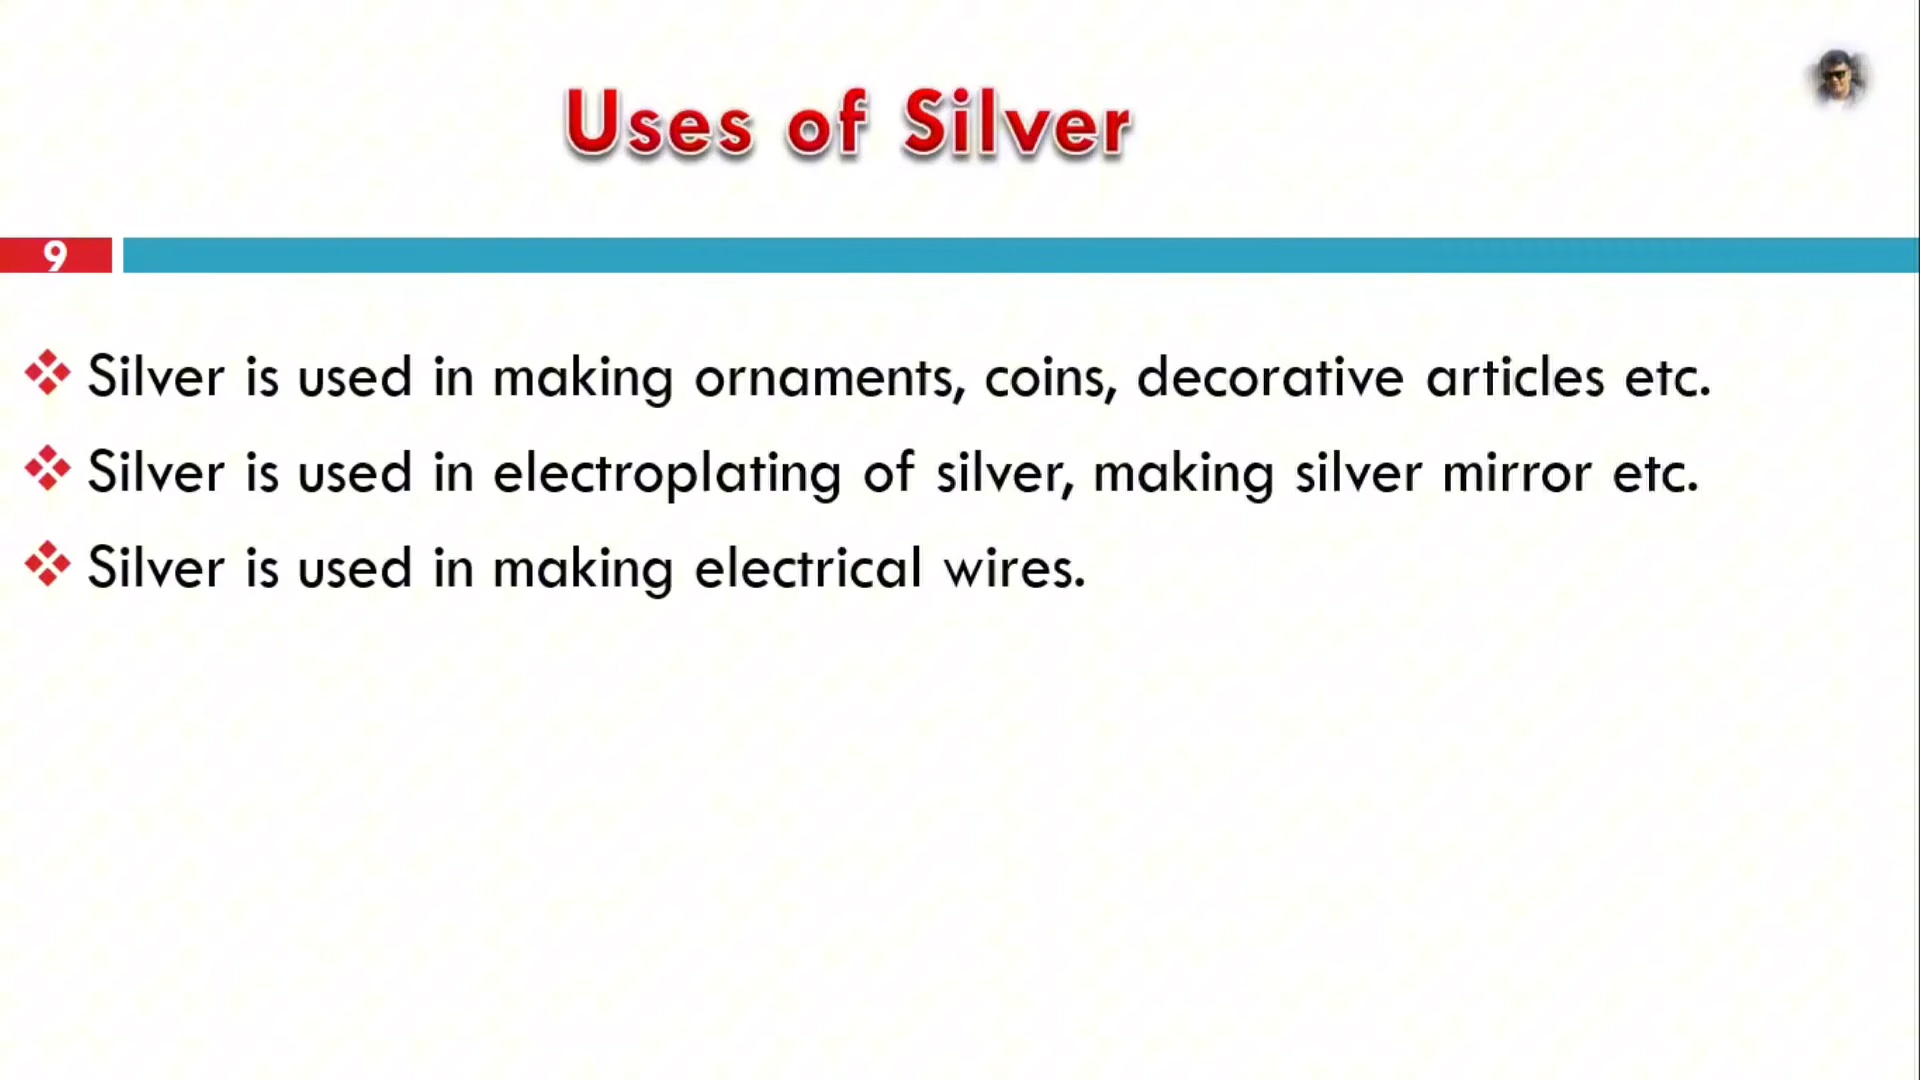 Uses of Silver
9
Silver is used in making ornaments, coins, decorative articles etc.
Silver is used in electroplating of silver, making silver mirror etc.
Silver is used in making electrical wires.